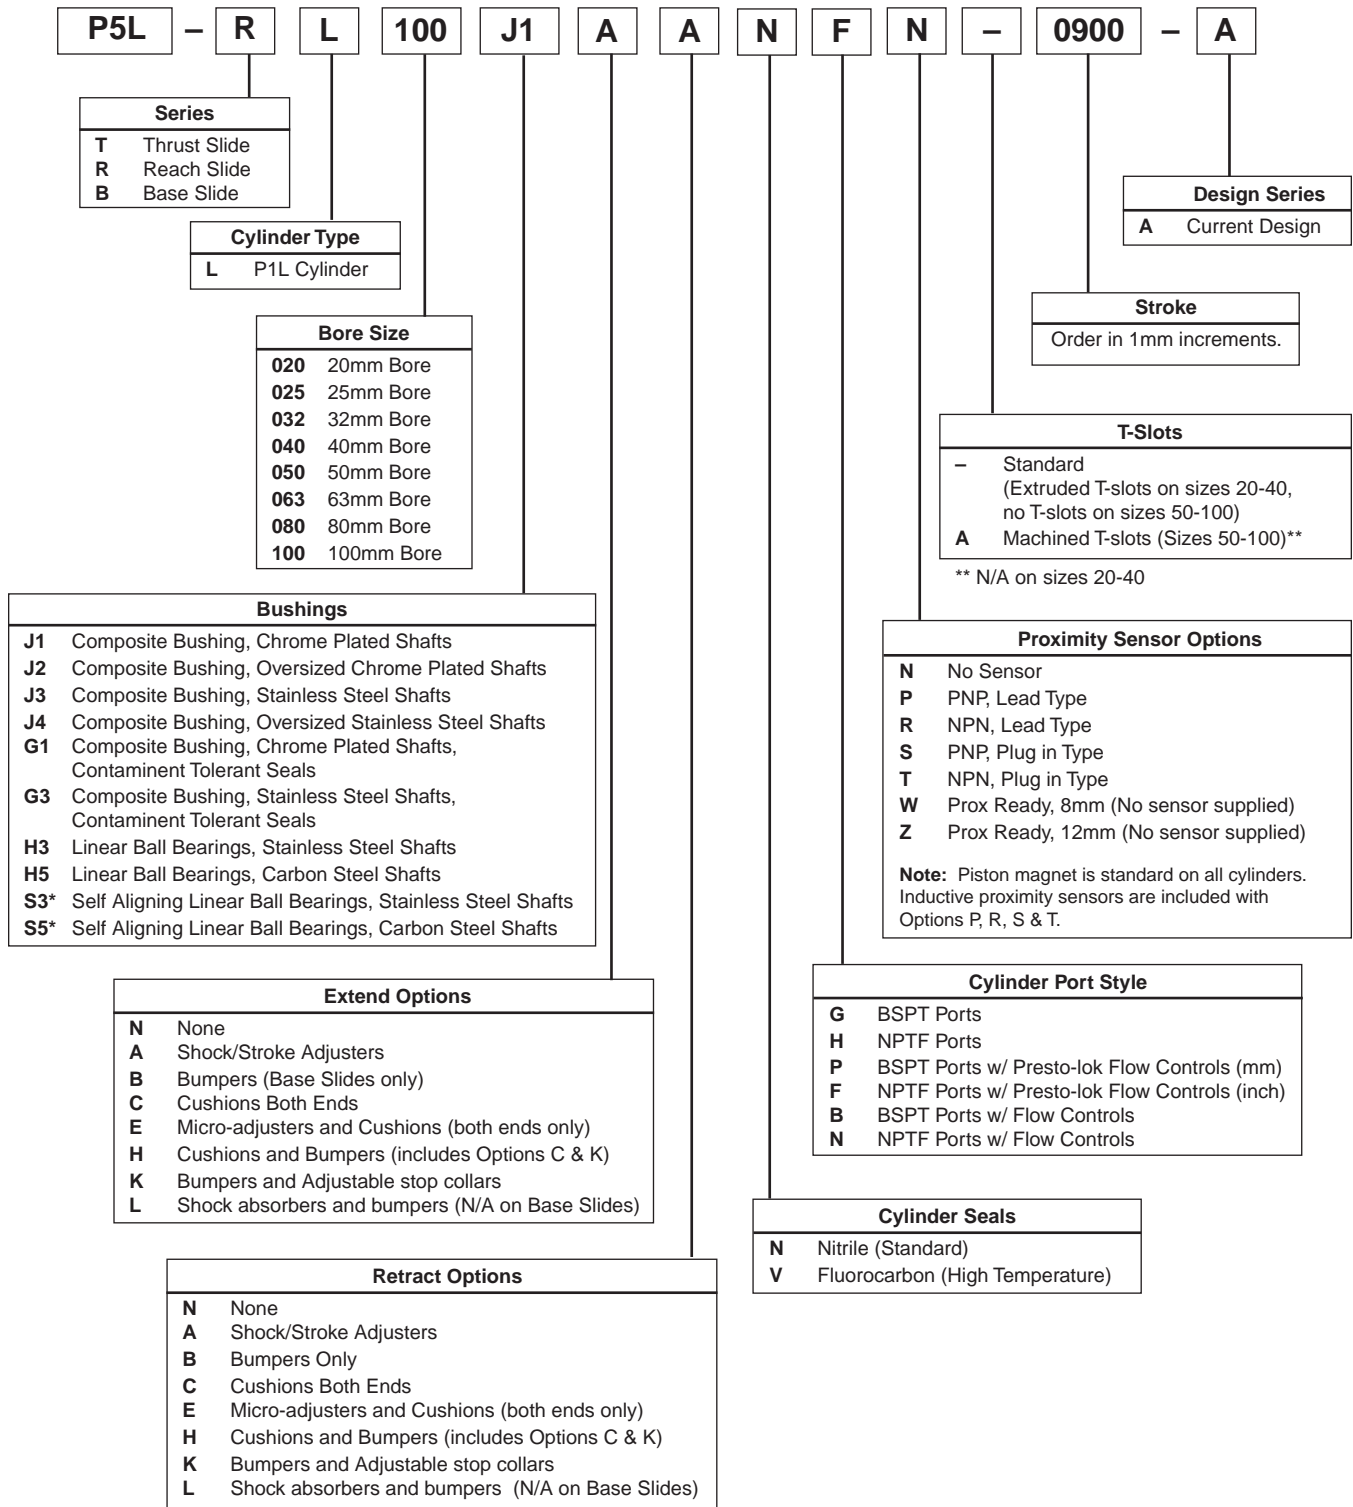 P5L – R L 100 J1 A A N F N – 0900 – A
Series
T Thrust Slide
R Reach Slide
B Base Slide
Design Series
A Current Design
Cylinder Type
L P1L Cylinder
Stroke
Order in 1mm increments.
Bore Size
020 20mm Bore
025 25mm Bore
032 32mm Bore
040 40mm Bore
050 50mm Bore
063 63mm Bore
080 80mm Bore
100 100mm Bore
T-Slots
– Standard
(Extruded T-slots on sizes 20-40,
no T-slots on sizes 50-100)
A Machined T-slots (Sizes 50-100)**
** N/A on sizes 20-40
Bushings
J1 Composite Bushing, Chrome Plated Shafts
J2 Composite Bushing, Oversized Chrome Plated Shafts
J3 Composite Bushing, Stainless Steel Shafts
J4 Composite Bushing, Oversized Stainless Steel Shafts
G1 Composite Bushing, Chrome Plated Shafts,
Contaminent Tolerant Seals
G3 Composite Bushing, Stainless Steel Shafts,
Contaminent Tolerant Seals
H3 Linear Ball Bearings, Stainless Steel Shafts
H5 Linear Ball Bearings, Carbon Steel Shafts
S3* Self Aligning Linear Ball Bearings, Stainless Steel Shafts
S5* Self Aligning Linear Ball Bearings, Carbon Steel Shafts
Proximity Sensor Options
N No Sensor
P PNP, Lead Type
R NPN, Lead Type
S PNP, Plug in Type
T NPN, Plug in Type
W Prox Ready, 8mm (No sensor supplied)
Z Prox Ready, 12mm (No sensor supplied)
Note: Piston magnet is standard on all cylinders.
Inductive proximity sensors are included with
Options P, R, S & T.
Extend Options
N None
A Shock/Stroke Adjusters
B Bumpers (Base Slides only)
C Cushions Both Ends
E Micro-adjusters and Cushions (both ends only)
H Cushions and Bumpers (includes Options C & K)
K Bumpers and Adjustable stop collars
L Shock absorbers and bumpers (N/A on Base Slides)
Cylinder Port Style
G BSPT Ports
H NPTF Ports
P BSPT Ports w/ Presto-lok Flow Controls (mm)
F NPTF Ports w/ Presto-lok Flow Controls (inch)
B BSPT Ports w/ Flow Controls
N NPTF Ports w/ Flow Controls
Cylinder Seals
N Nitrile (Standard)
V Fluorocarbon (High Temperature)
Retract Options
N None
A Shock/Stroke Adjusters
B Bumpers Only
C Cushions Both Ends
E Micro-adjusters and Cushions (both ends only)
H Cushions and Bumpers (includes Options C & K)
K Bumpers and Adjustable stop collars
L Shock absorbers and bumpers (N/A on Base Slides)